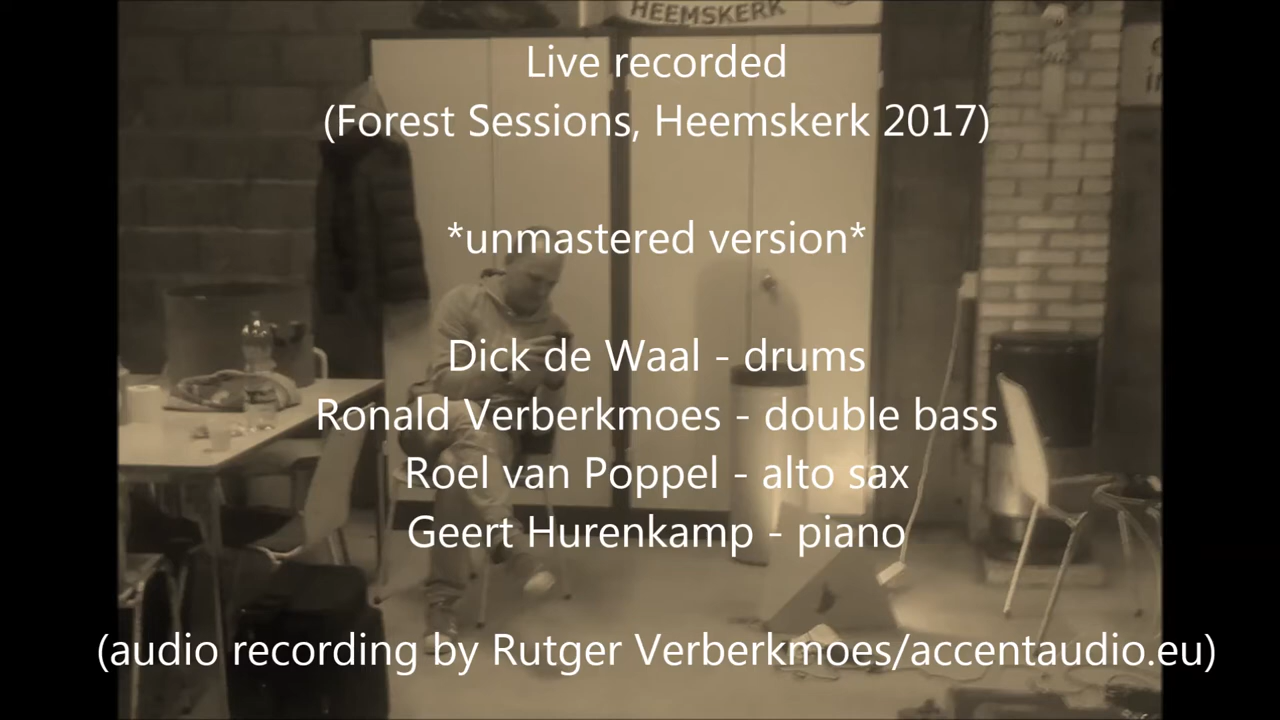 HEEMSKERK
Live recorded
(Forest Sessions, Heemskerk 2017)
*unmastered version*
Dick de Waal - drums
Ronald Verberkmoes - double bass
Roel van Poppel - alto sax
Geert Hurenkamp - piano
(audio recording by Rutger Verberkmoes/accentaudio.eu)